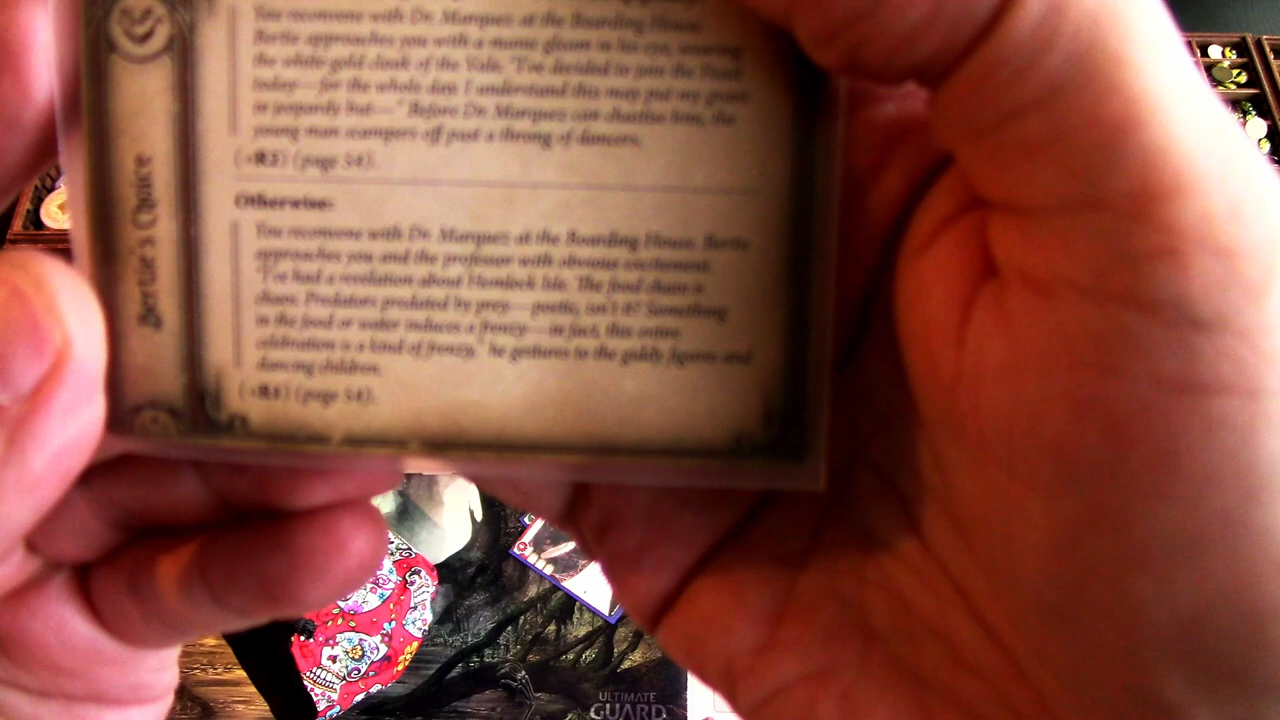 You reconvene with Dr. Marquez at the Boarding House.
Bertie approaches you with a manic gleam in his eye, wearing
the white-gold cloak of the Vale. "I've decided to join the Feast
today—for the whole day. I understand this may put my grant
in jeopardy but—" Before Dr. Marquez can chastise him, the
young man scampers off past a throng of dancers.
(page 54).
Otherwise:
You reconvene with Dr. Marquez at the Boarding House. Bertie
approaches you and the professor with obvious excitement.
"I've had a revelation about Hemlock Isle. The food chain is
chaos. Predators predated by prey—poetic, isn't it? Something
in the food or water induces a frenzy—in fact, this entire
celebration is a kind of frenzy," he gestures to the giddy figures and
dancing children.
(page 54).
Bertie's Choice
ULTIMATE
GUARD